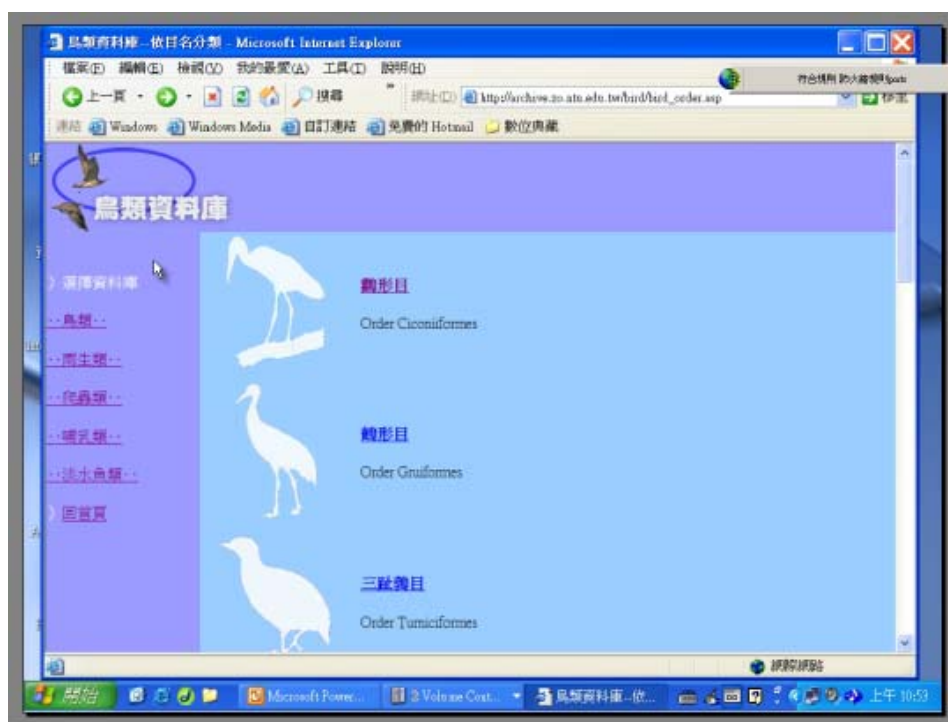 鳥類資料庫--依目名分類 - Microsoft Internet Explorer
檔案(F) 編輯(E) 檢視(V) 我的最愛(A) 工具(T) 說明(H)
上一頁 搜尋 網址(D) http://archive.zo.ntu.edu.tw/bird/bird_order.asp 移至
連結 Windows Windows Media 自訂連結 免費的 Hotmail 數位典藏
鳥類資料庫
選擇資料庫
‧‧鳥類‧‧
‧‧兩生類‧‧
‧‧爬蟲類‧‧
‧‧哺乳類‧‧
‧‧淡水魚類‧‧
回首頁
鸛形目
Order Ciconiiformes
鶴形目
Order Gruiformes
三趾鶉目
Order Turniciformes
網際網路
開始 Microsoft Power... 2 Volume Cont... 鳥類資料庫--依... 上午 10:53